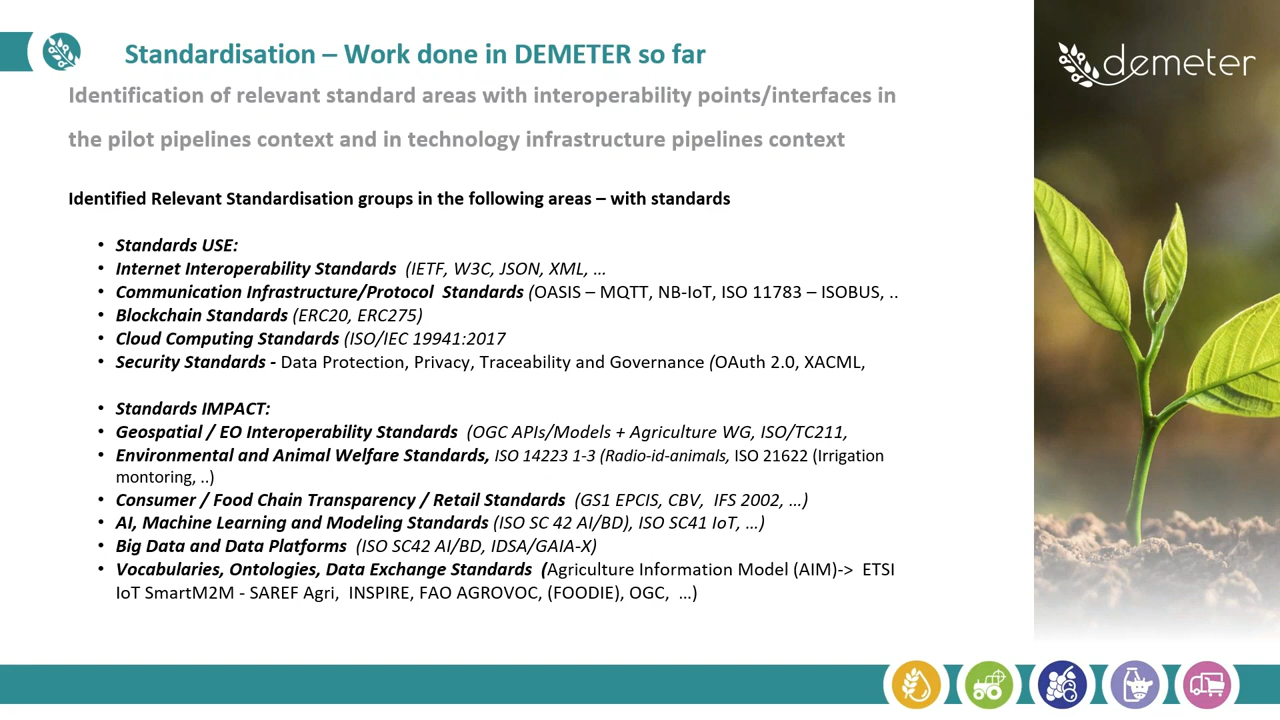 Standardisation – Work done in DEMETER so far
demeter
Identification of relevant standard areas with interoperability points/interfaces in
the pilot pipelines context and in technology infrastructure pipelines context
Identified Relevant Standardisation groups in the following areas – with standards
• Standards USE:
• Internet Interoperability Standards (IETF, W3C, JSON, XML, …
• Communication Infrastructure/Protocol Standards (OASIS – MQTT, NB-IoT, ISO 11783 – ISOBUS, ..
• Blockchain Standards (ERC20, ERC275)
• Cloud Computing Standards (ISO/IEC 19941:2017
• Security Standards - Data Protection, Privacy, Traceability and Governance (OAuth 2.0, XACML,
• Standards IMPACT:
• Geospatial / EO Interoperability Standards (OGC APIs/Models + Agriculture WG, ISO/TC211,
• Environmental and Animal Welfare Standards, ISO 14223 1-3 (Radio-id-animals, ISO 21622 (Irrigation
montoring, ..)
• Consumer / Food Chain Transparency / Retail Standards (GS1 EPCIS, CBV, IFS 2002, …)
• AI, Machine Learning and Modeling Standards (ISO SC 42 AI/BD), ISO SC41 IoT, …)
• Big Data and Data Platforms (ISO SC42 AI/BD, IDSA/GAIA-X)
• Vocabularies, Ontologies, Data Exchange Standards (Agriculture Information Model (AIM)-> ETSI
IoT SmartM2M - SAREF Agri, INSPIRE, FAO AGROVOC, (FOODIE), OGC, …)